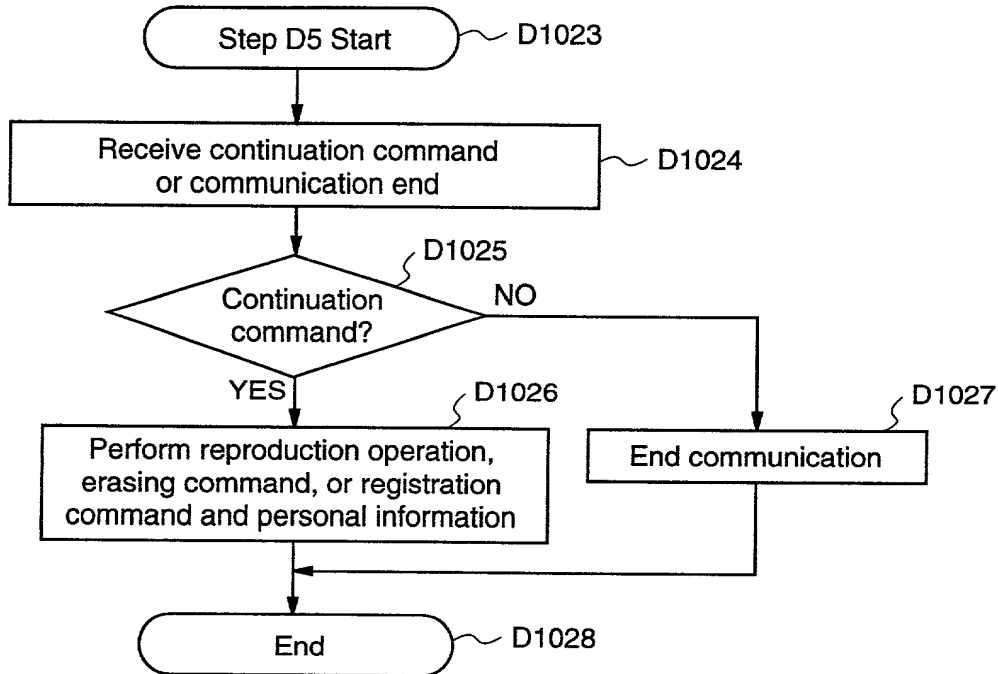 Step D5 Start
D1023
Receive continuation command
or communication end
D1024
D1025
Continuation
command?
NO
YES
D1026
Perform reproduction operation,
erasing command, or registration
command and personal information
D1027
End communication
End
D1028